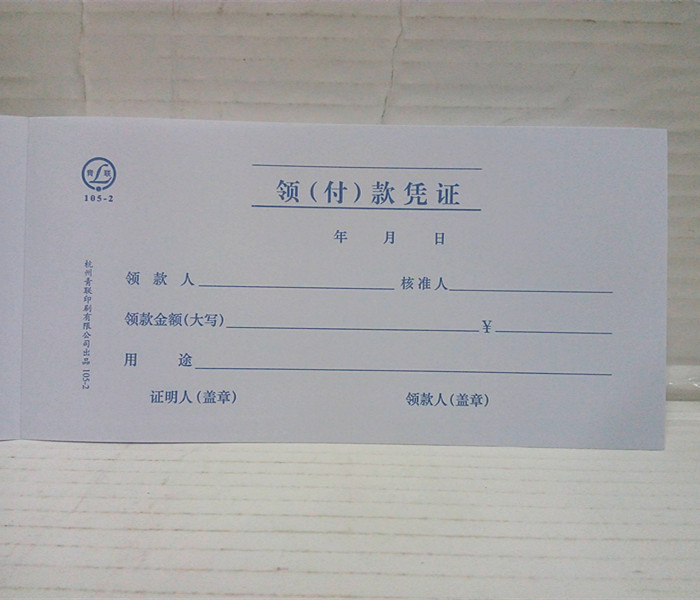 青 联
105-2
领(付)款凭证
年 月 日
领 款 人 核准人
领款金额(大写) ¥
用 途
证明人(盖章) 领款人(盖章)
杭州青联印刷有限公司出品 105-2